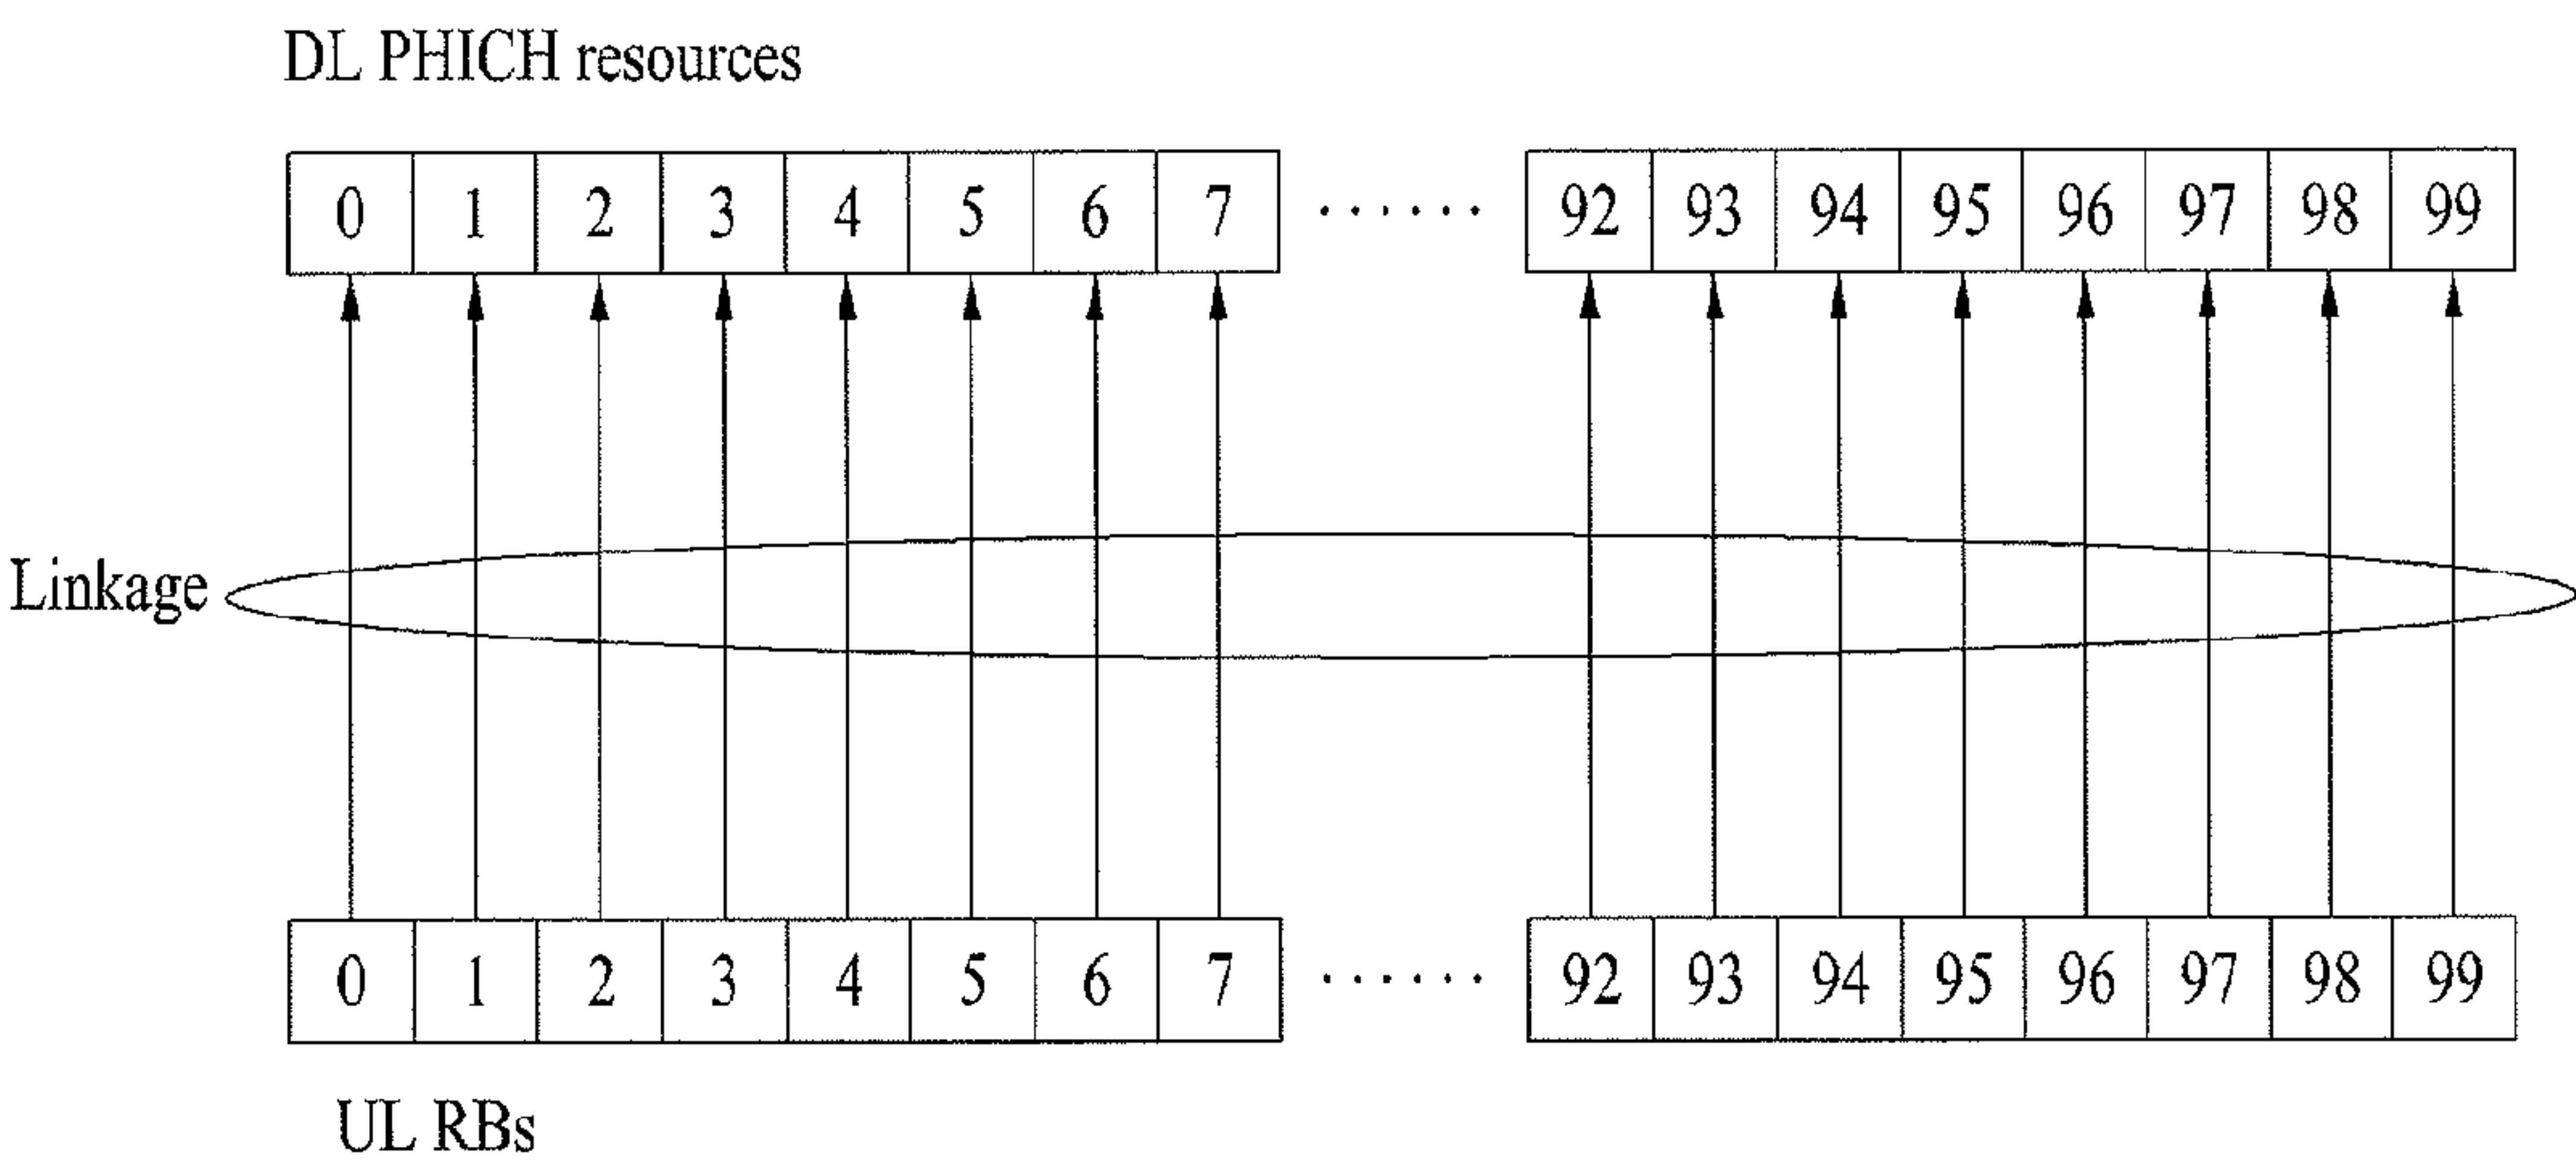 DL PHICH resources
0 1 2 3 4 5 6 7 ...... 92 93 94 95 96 97 98 99
Linkage
0 1 2 3 4 5 6 7 ...... 92 93 94 95 96 97 98 99
UL RBs